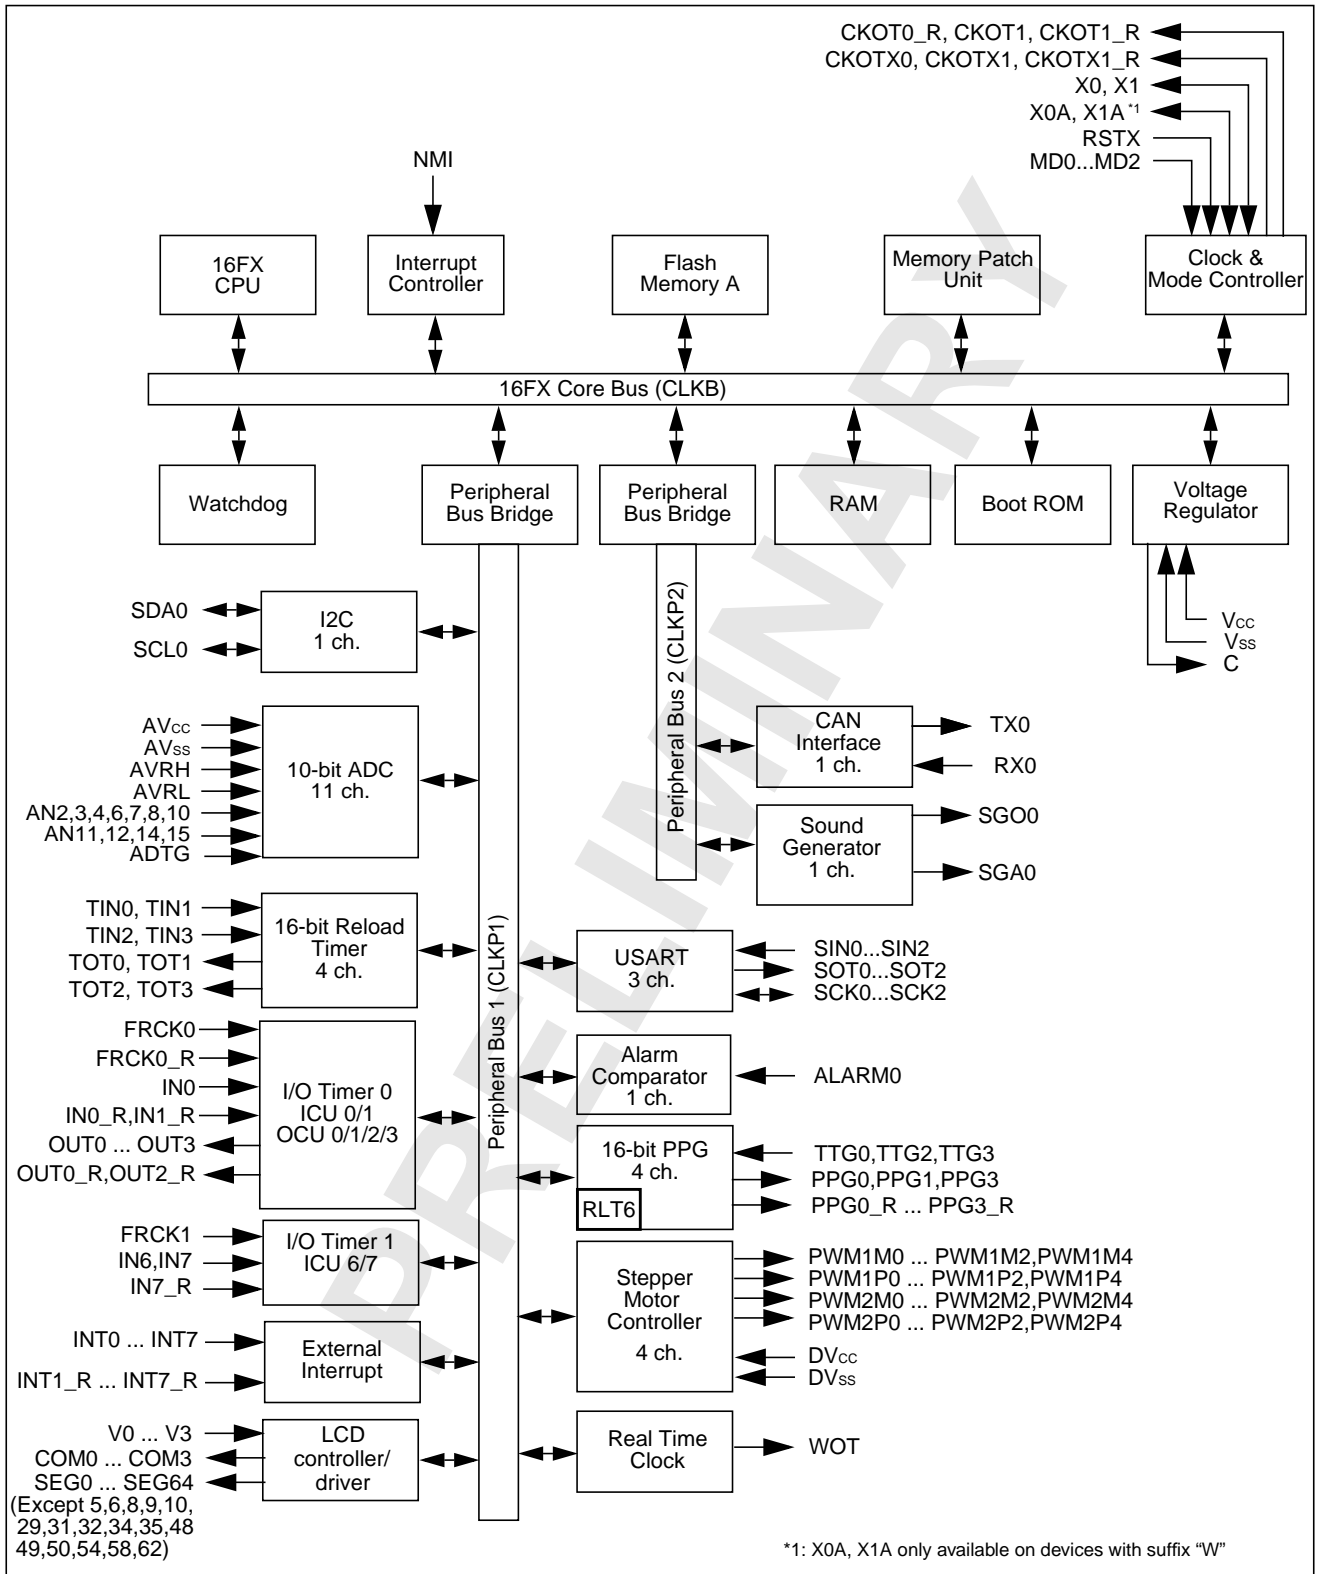 CKOT0_R, CKOT1, CKOT1_R
CKOTX0, CKOTX1, CKOTX1_R
X0, X1
X0A, X1A *1
RSTX
MD0...MD2
NMI
16FX
CPU
Interrupt
Controller
Flash
Memory A
Memory Patch
Unit
Clock &
Mode Controller
16FX Core Bus (CLKB)
Watchdog
Peripheral
Bus Bridge
Peripheral
Bus Bridge
RAM
Boot ROM
Voltage
Regulator
Vcc
Vss
C
Peripheral Bus 1 (CLKP1)
Peripheral Bus 2 (CLKP2)
SDA0
SCL0
I2C
1 ch.
AVcc
AVss
AVRH
AVRL
AN2,3,4,6,7,8,10
AN11,12,14,15
ADTG
10-bit ADC
11 ch.
CAN
Interface
1 ch.
TX0
RX0
Sound
Generator
1 ch.
SGO0
SGA0
TIN0, TIN1
TIN2, TIN3
TOT0, TOT1
TOT2, TOT3
16-bit Reload
Timer
4 ch.
USART
3 ch.
SIN0...SIN2
SOT0...SOT2
SCK0...SCK2
FRCK0
FRCK0_R
IN0
IN0_R,IN1_R
OUT0 ... OUT3
OUT0_R,OUT2_R
I/O Timer 0
ICU 0/1
OCU 0/1/2/3
Alarm
Comparator
1 ch.
ALARM0
16-bit PPG
4 ch.
RLT6
TTG0,TTG2,TTG3
PPG0,PPG1,PPG3
PPG0_R ... PPG3_R
FRCK1
IN6,IN7
IN7_R
I/O Timer 1
ICU 6/7
Stepper
Motor
Controller
4 ch.
PWM1M0 ... PWM1M2,PWM1M4
PWM1P0 ... PWM1P2,PWM1P4
PWM2M0 ... PWM2M2,PWM2M4
PWM2P0 ... PWM2P2,PWM2P4
DVcc
DVss
INT0 ... INT7
INT1_R ... INT7_R
External
Interrupt
V0 ... V3
COM0 ... COM3
SEG0 ... SEG64
(Except 5,6,8,9,10,
29,31,32,34,35,48
49,50,54,58,62)
LCD
controller/
driver
Real Time
Clock
WOT
*1: X0A, X1A only available on devices with suffix “W”
PRELIMINARY